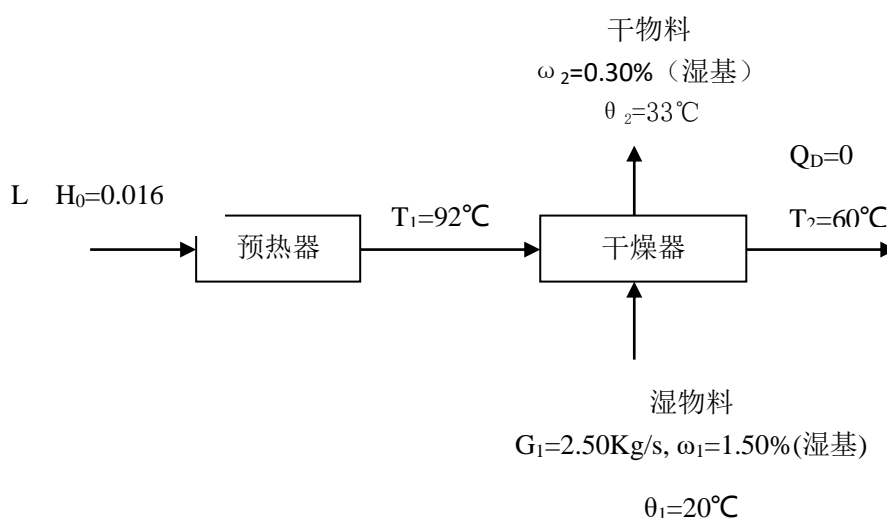 干物料
ω2=0.30%（湿基）
θ2=33℃
QD=0
L H0=0.016
T1=92℃
T2=60℃
预热器
干燥器
湿物料
G1=2.50Kg/s, ω1=1.50%(湿基)
θ1=20℃